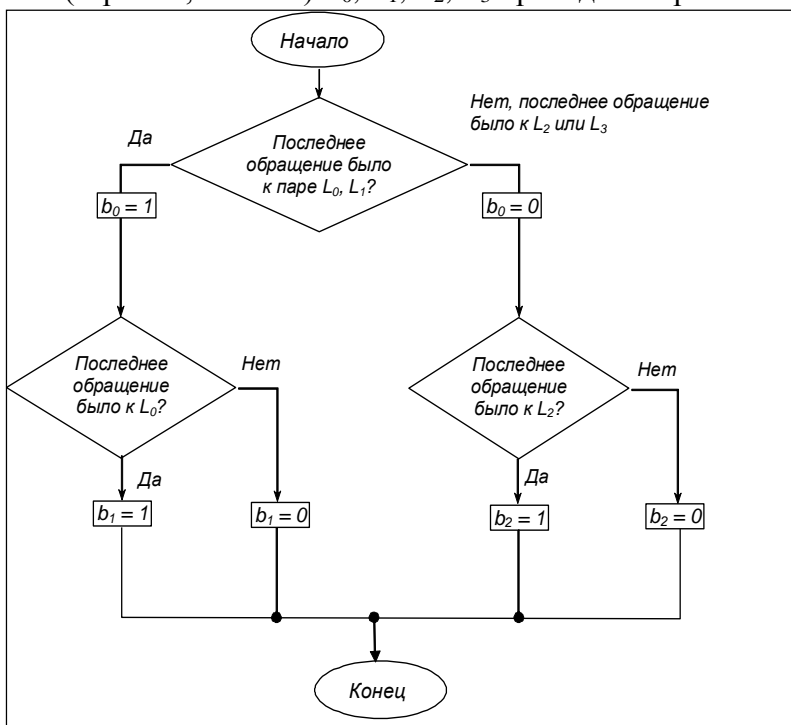 Начало
Да
Последнее
обращение было
к паре L₀, L₁?
Нет, последнее обращение
было к L₂ или L₃
b₀ = 1
b₀ = 0
Последнее
обращение
было к L₀?
Нет
Последнее
обращение
было к L₂?
Нет
Да
Да
b₁ = 1
b₁ = 0
b₂ = 1
b₂ = 0
Конец